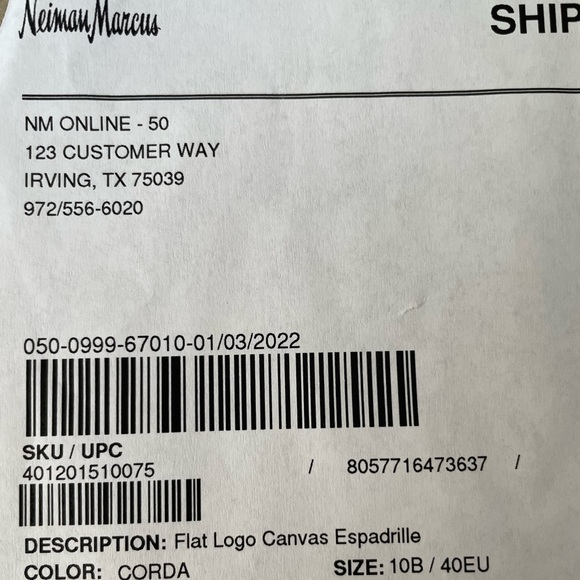 Neiman Marcus
SHIP
NM ONLINE - 50
123 CUSTOMER WAY
IRVING, TX 75039
972/556-6020
050-0999-67010-01/03/2022
SKU / UPC
401201510075 / 8057716473637 /
DESCRIPTION: Flat Logo Canvas Espadrille
COLOR: CORDA SIZE: 10B / 40EU